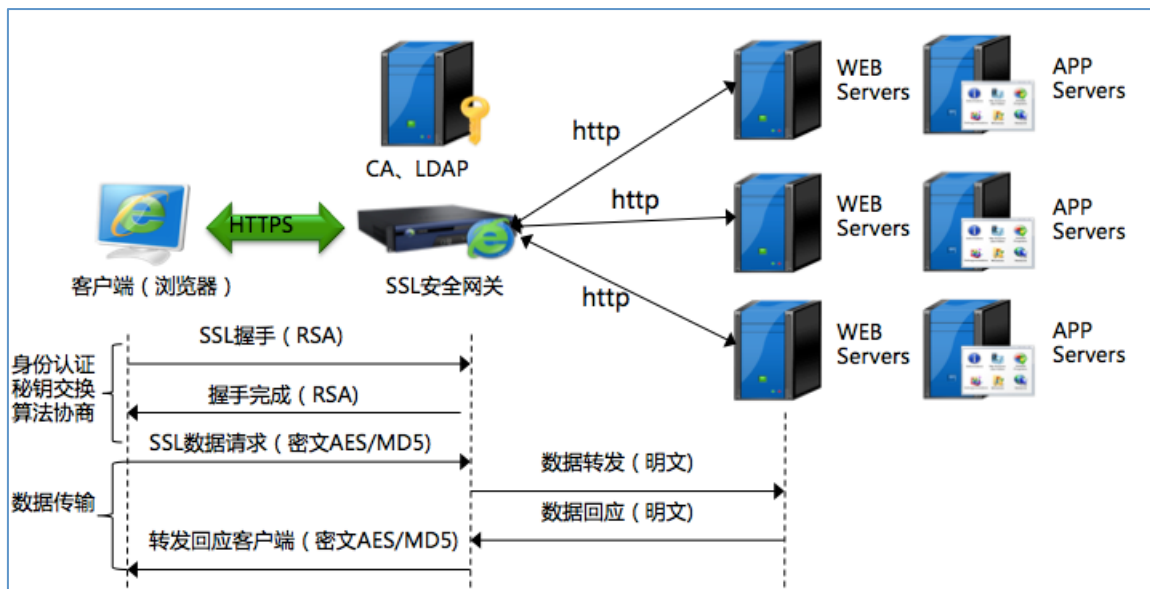 WEB
Servers
APP
Servers
http
CA、LDAP
HTTPS
http
WEB
Servers
APP
Servers
客户端（浏览器）
SSL安全网关
http
WEB
Servers
APP
Servers
SSL握手（RSA）
身份认证
秘钥交换
算法协商
握手完成（RSA）
SSL数据请求（密文AES/MD5)
数据转发（明文)
数据传输
数据回应（明文)
转发回应客户端（密文AES/MD5)